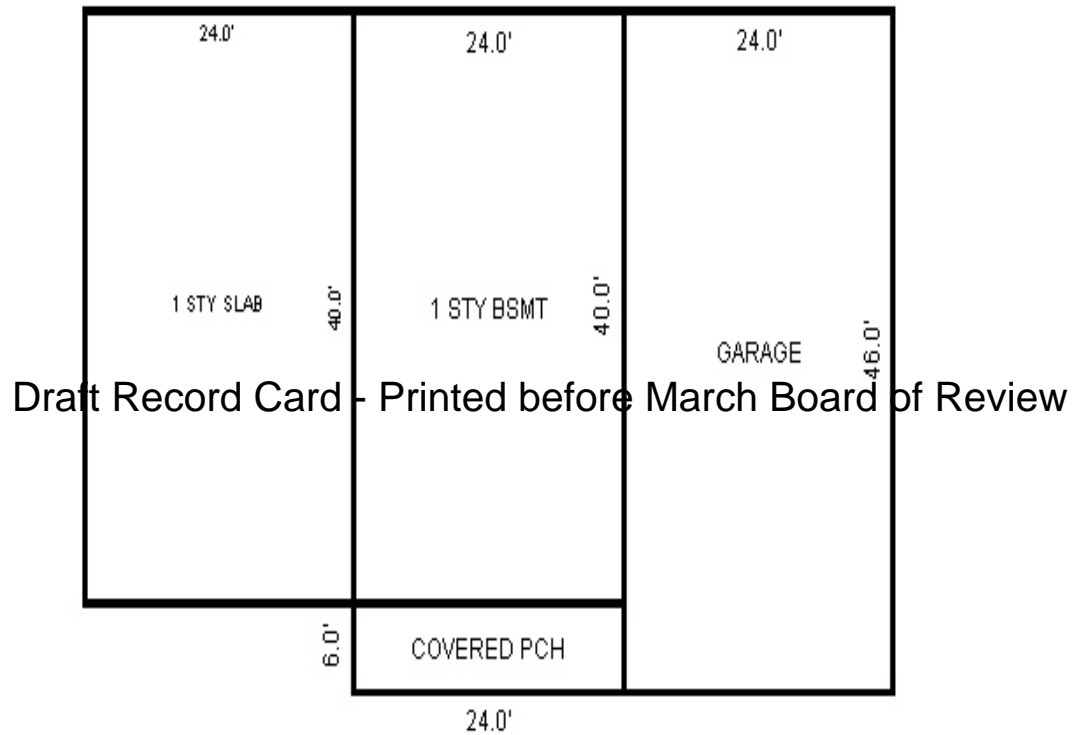 24.0'
24.0'
24.0'
1 STY SLAB
40.0'
1 STY BSMT
40.0'
GARAGE
46.0'
Draft Record Card - Printed before March Board of Review
6.0'
COVERED PCH
24.0'